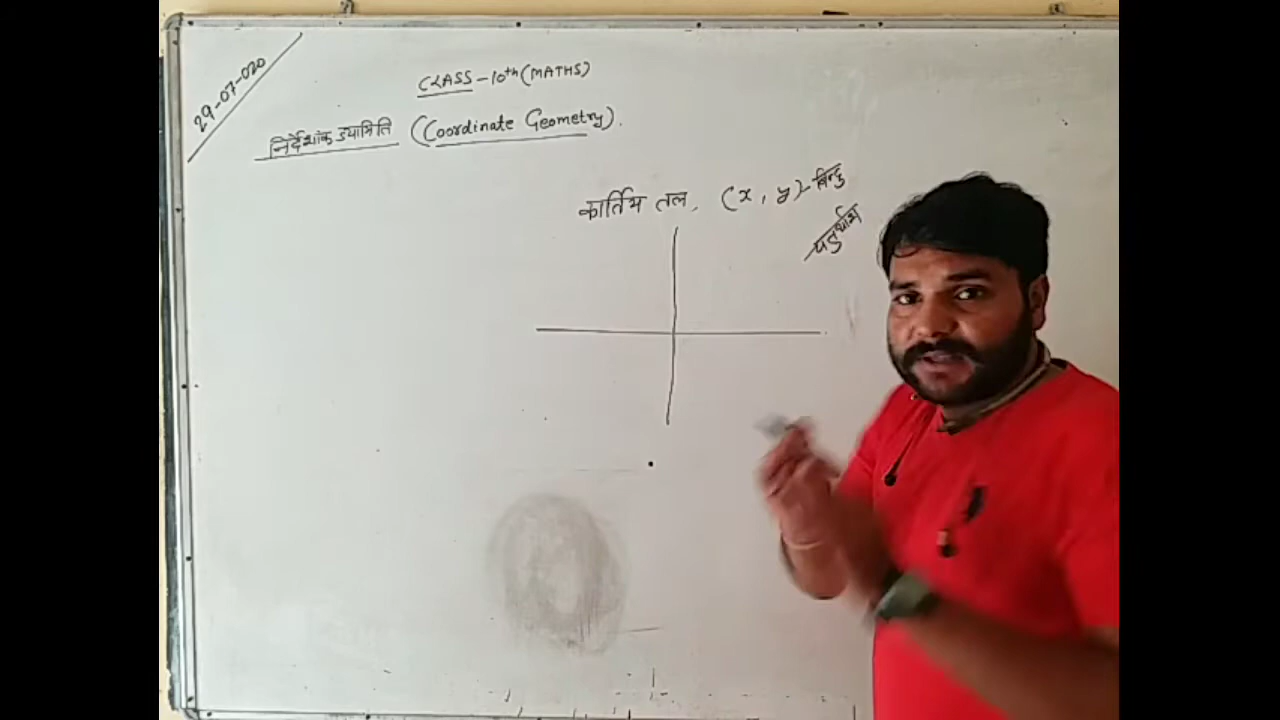 29-07-020
CLASS-10th (MATHS)
निर्देशांक ज्यामिति (Coordinate Geometry).
कार्तिय तल, (x, y)-बिन्दु